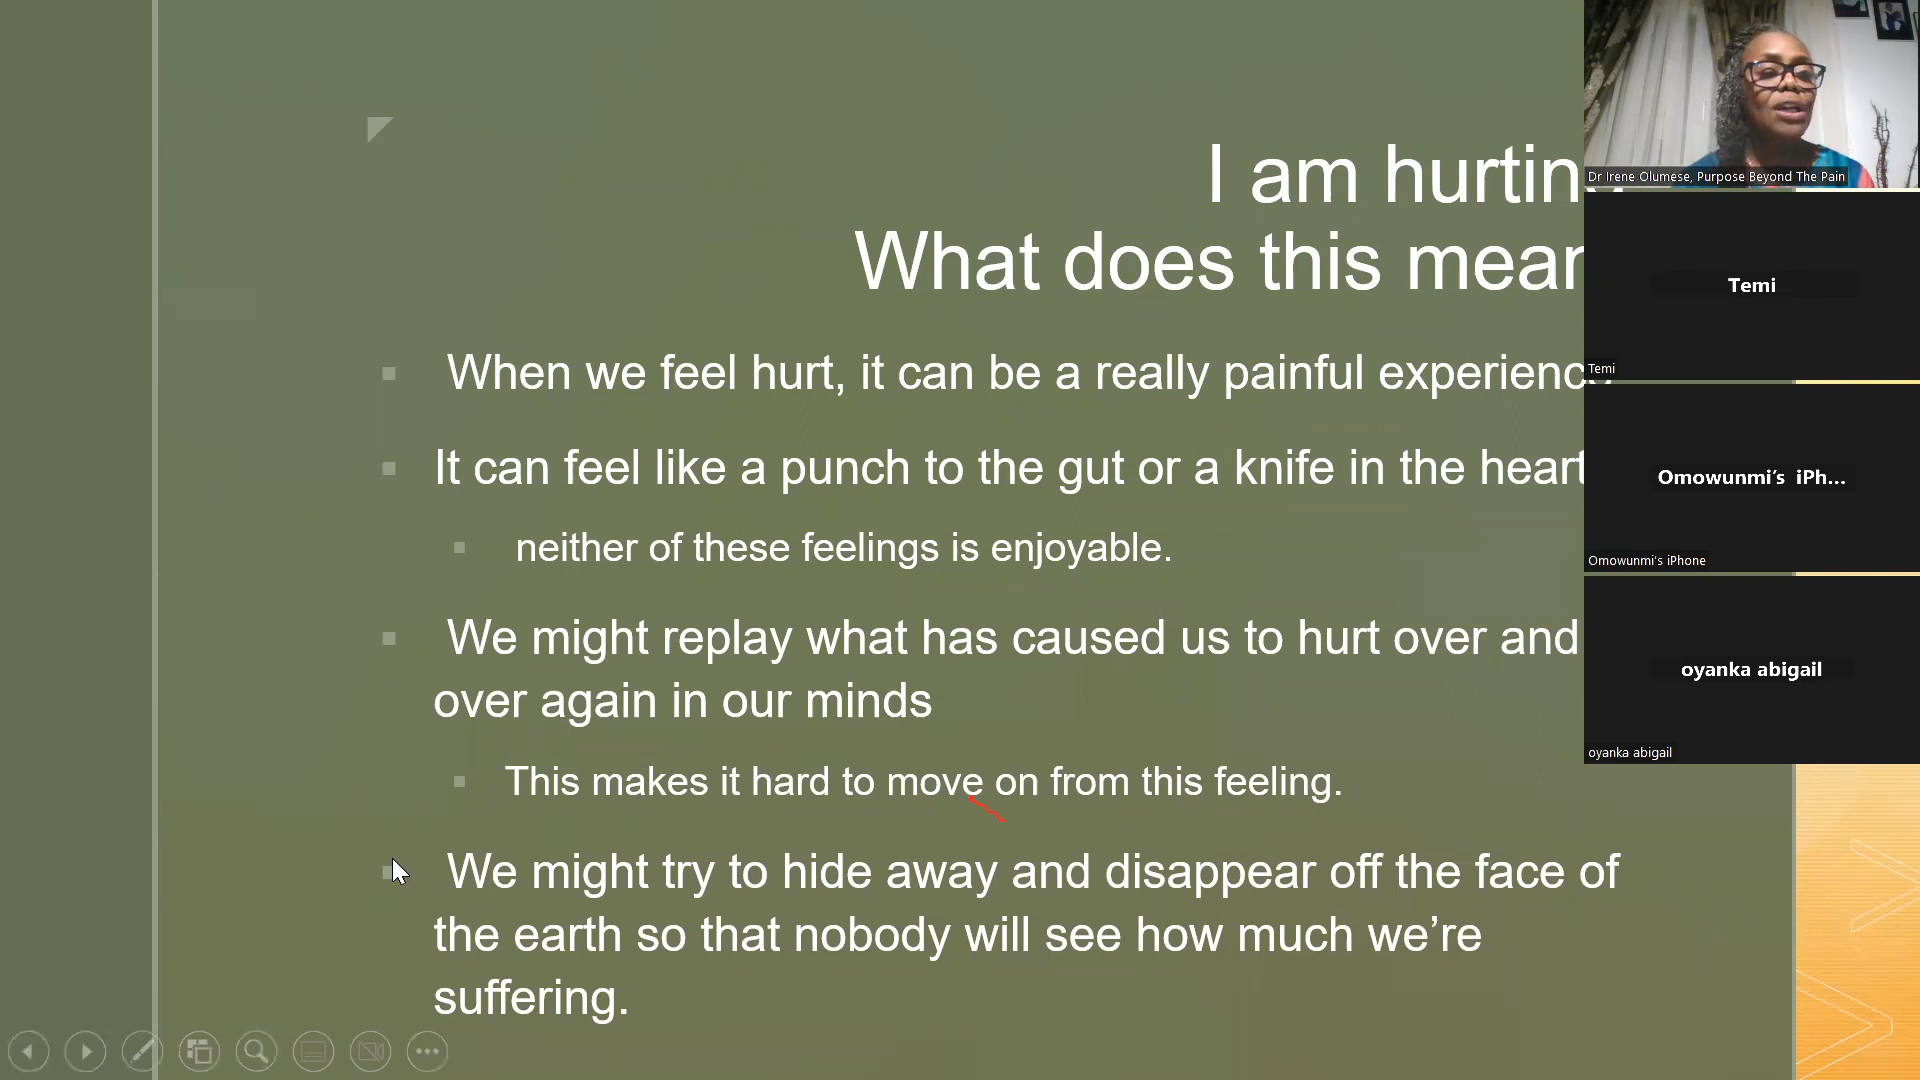 I am hurting
What does this mean
When we feel hurt, it can be a really painful experience
It can feel like a punch to the gut or a knife in the heart
neither of these feelings is enjoyable.
We might replay what has caused us to hurt over and
over again in our minds
This makes it hard to move on from this feeling.
We might try to hide away and disappear off the face of
the earth so that nobody will see how much we’re
suffering.
Dr Irene Olumese, Purpose Beyond The Pain
Temi
Temi
Omowunmi’s iPh...
Omowunmi’s iPhone
oyanka abigail
oyanka abigail